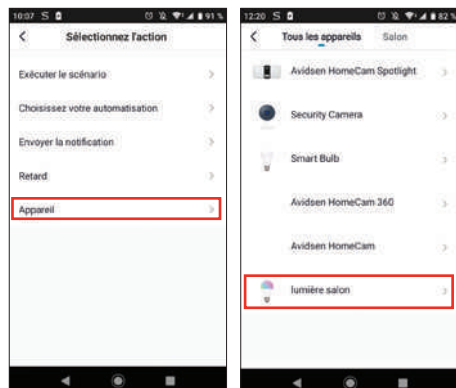 10:07 S
91 %
Sélectionnez l'action
Exécuter le scénario
Choisissez votre automatisation
Envoyer la notification
Retard
Appareil
12:20 S
82 %
Tous les appareils Salon
Avidsen HomeCam Spotlight
Security Camera
Smart Bulb
Avidsen HomeCam 360
Avidsen HomeCam
lumière salon